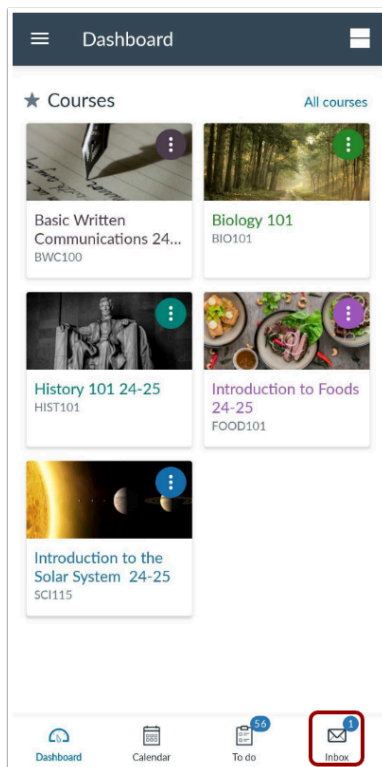 Dashboard
★ Courses
All courses
Basic Written
Communications 24...
BWC100
Biology 101
BIO101
History 101 24-25
HIST101
Introduction to Foods
24-25
FOOD101
Introduction to the
Solar System 24-25
SCI115
56
1
Dashboard
Calendar
To do
Inbox